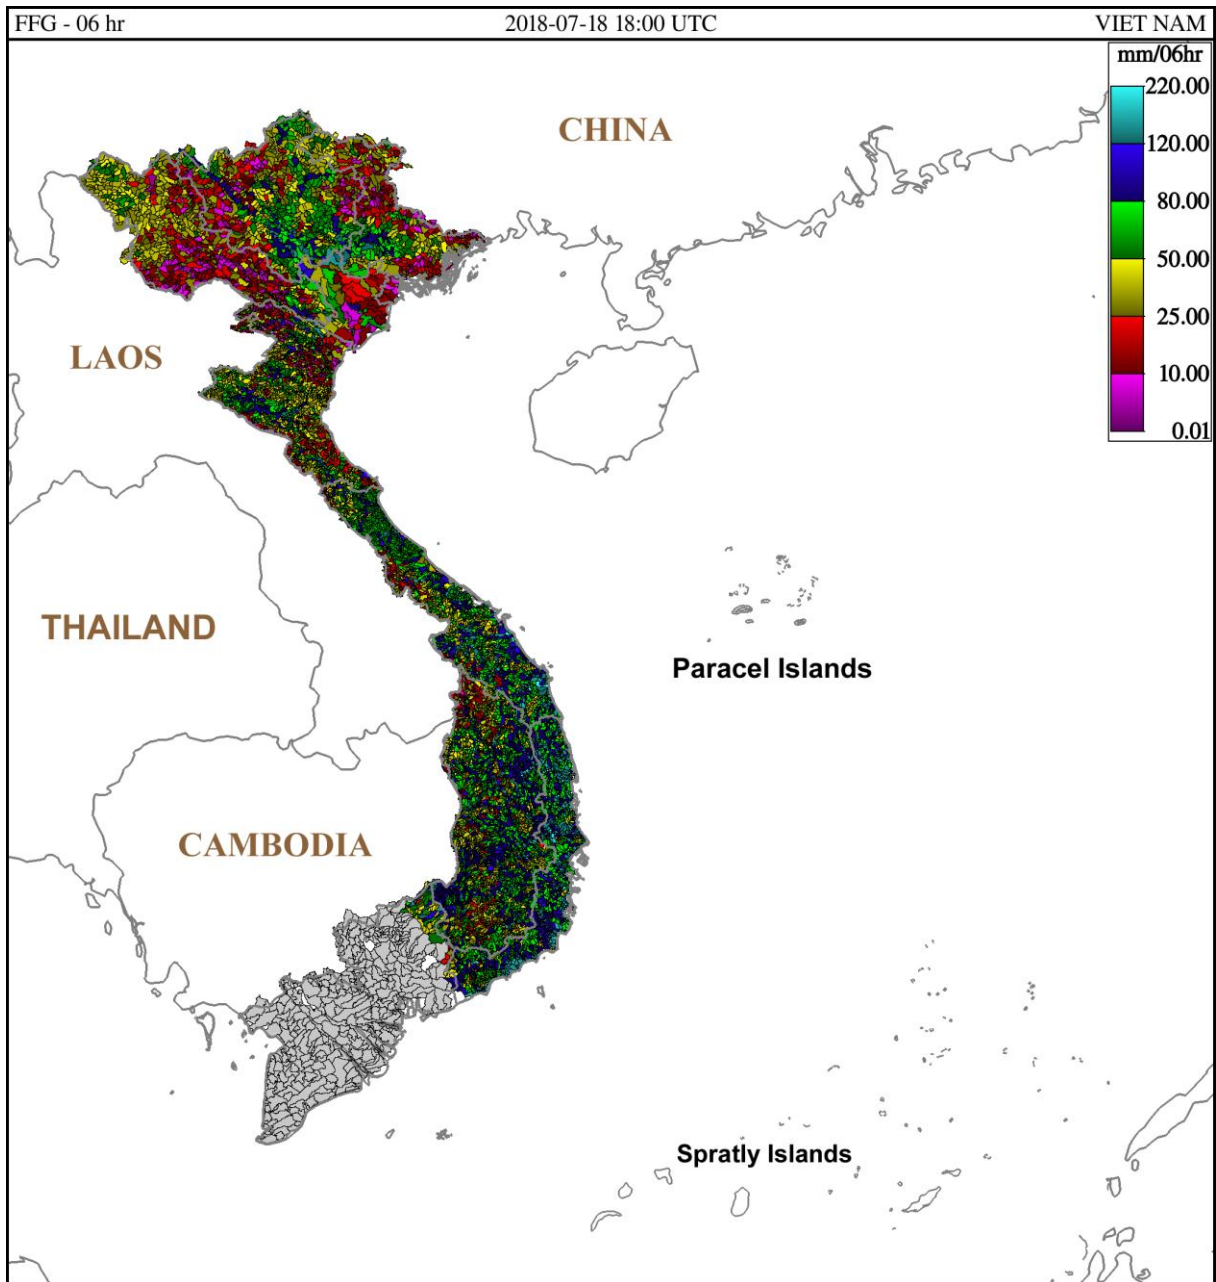 FFG - 06 hr 2018-07-18 18:00 UTC VIET NAM
mm/06hr
220.00
120.00
80.00
50.00
25.00
10.00
0.01
CHINA
LAOS
THAILAND
Paracel Islands
CAMBODIA
Spratly Islands